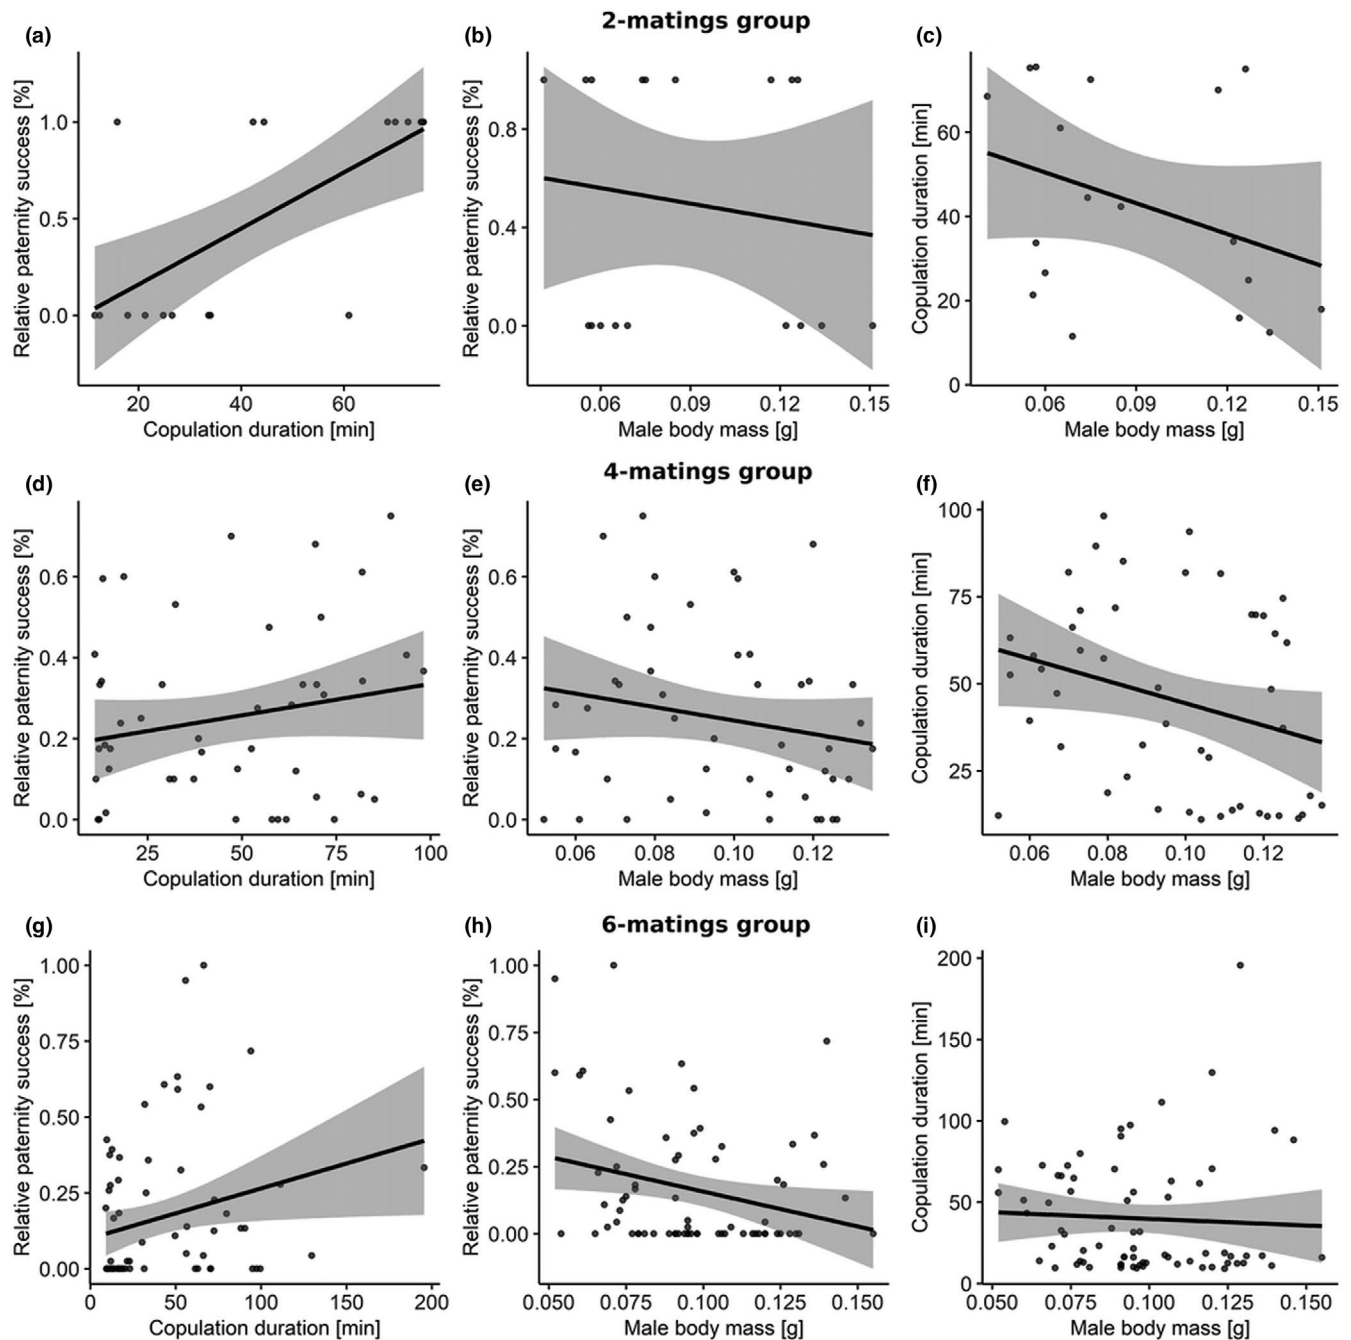 2-matings group
(a)
(b)
(c)
Relative paternity success [%]
1.0
0.5
0.0
20
40
60
Copulation duration [min]
Relative paternity success [%]
0.8
0.4
0.0
0.06
0.09
0.12
0.15
Male body mass [g]
Copulation duration [min]
60
40
20
0
0.06
0.09
0.12
0.15
Male body mass [g]
4-matings group
(d)
(e)
(f)
Relative paternity success [%]
0.6
0.4
0.2
0.0
25
50
75
100
Copulation duration [min]
Relative paternity success [%]
0.6
0.4
0.2
0.0
0.06
0.08
0.10
0.12
Male body mass [g]
Copulation duration [min]
100
75
50
25
0.06
0.08
0.10
0.12
Male body mass [g]
6-matings group
(g)
(h)
(i)
Relative paternity success [%]
1.00
0.75
0.50
0.25
0.00
0
50
100
150
200
Copulation duration [min]
Relative paternity success [%]
1.00
0.75
0.50
0.25
0.00
0.050
0.075
0.100
0.125
0.150
Male body mass [g]
Copulation duration [min]
200
150
100
50
0
0.050
0.075
0.100
0.125
0.150
Male body mass [g]